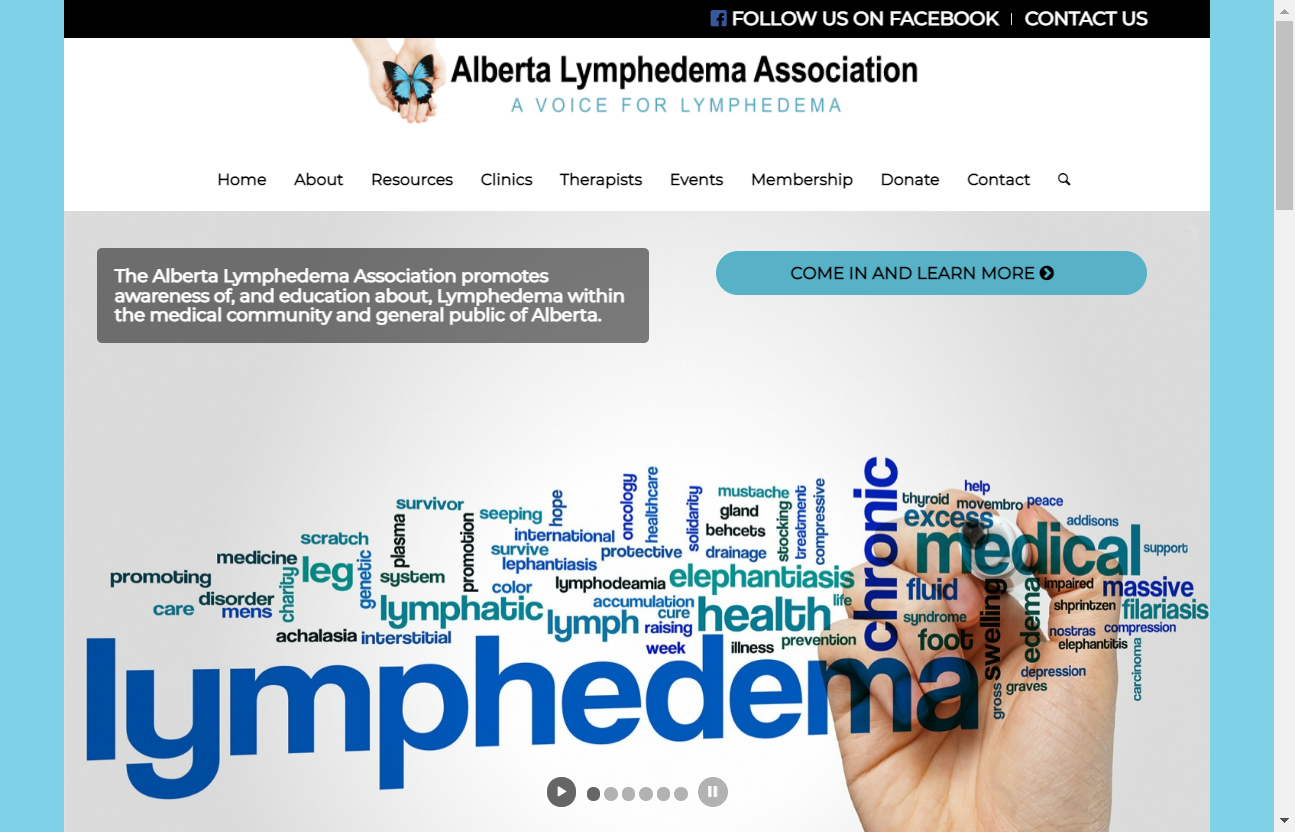 FOLLOW US ON FACEBOOK
CONTACT US
Alberta Lymphedema Association
A VOICE FOR LYMPHEDEMA
Home
About
Resources
Clinics
Therapists
Events
Membership
Donate
Contact
The Alberta Lymphedema Association promotes
awareness of, and education about, Lymphedema within
the medical community and general public of Alberta.
COME IN AND LEARN MORE
promoting
care
medicine
disorder
mens
charity
scratch
leg
achalasia
genetic
interstitial
survivor
plasma
system
lymphatic
promotion
seeping
survive
color
hope
international
lephantiasis
lymphodeamia
lymph
accumulation
protective
oncology
healthcare
solidarity
cure
raising
week
elephantiasis
health
mustache
gland
behcets
drainage
stocking
treatment
compressive
illness
prevention
life
chronic
thyroid
help
movembro
peace
excess
addisons
medical
support
fluid
syndrome
foot
swelling
edema
impaired
massive
shprintzen
filariasis
nostras
compression
elephantitis
depression
gross
graves
carcinoma
lymphedema